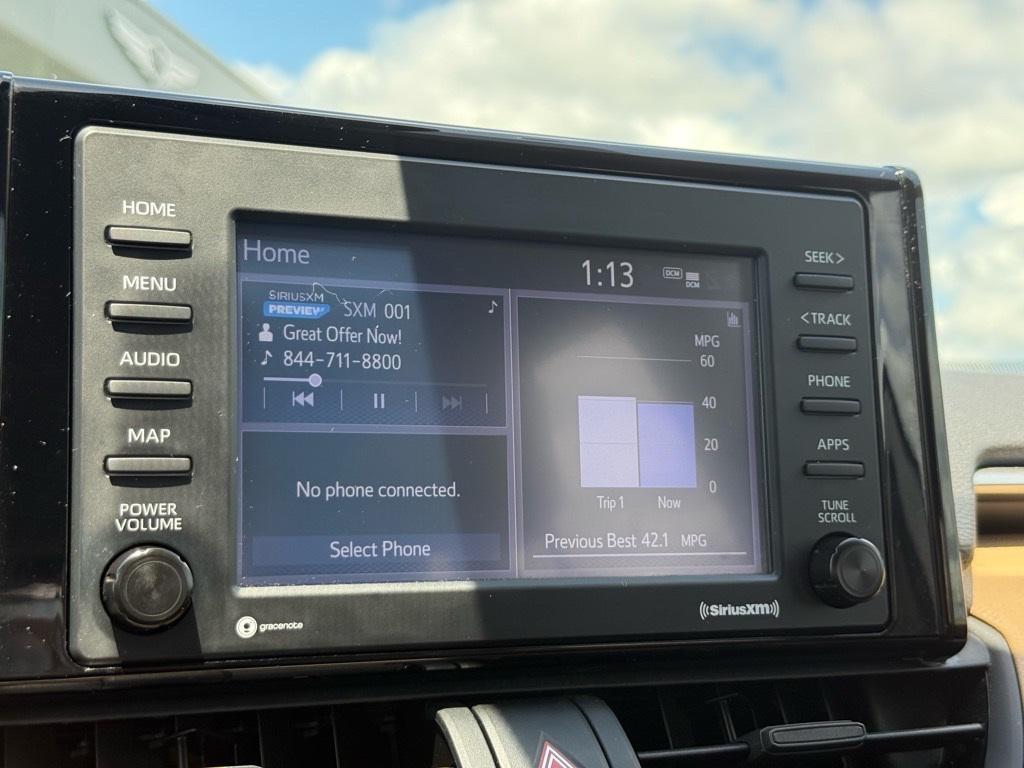 HOME
MENU
AUDIO
MAP
POWER
VOLUME
Home
1:13
DCM
DCM
SIRIUSXM
PREVIEW
SXM 001
Great Offer Now!
844-711-8800
No phone connected.
Select Phone
MPG
60
40
20
0
Trip 1 Now
Previous Best 42.1 MPG
SEEK>
<TRACK
PHONE
APPS
TUNE
SCROLL
gracenote
((SiriusXM))